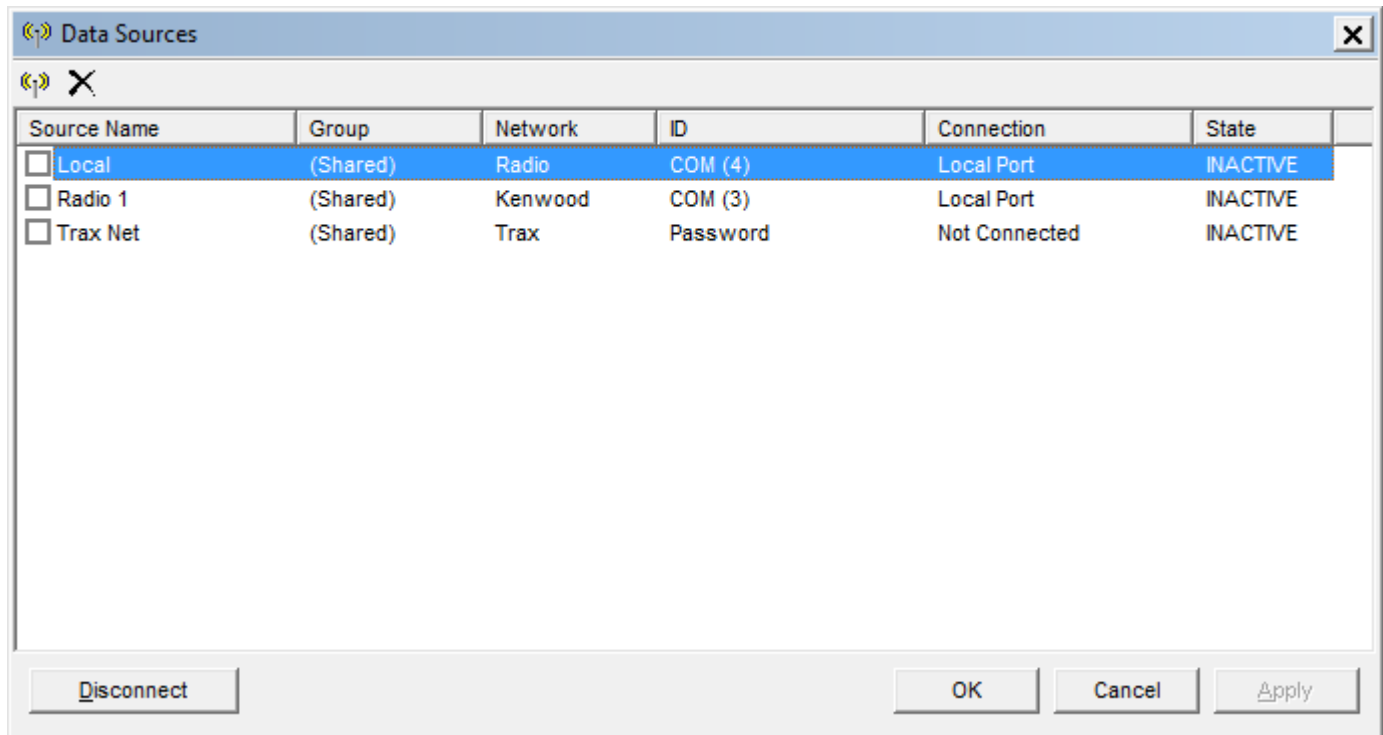 Data Sources
Source Name Group Network ID Connection State
Local (Shared) Radio COM (4) Local Port INACTIVE
Radio 1 (Shared) Kenwood COM (3) Local Port INACTIVE
Trax Net (Shared) Trax Password Not Connected INACTIVE
Disconnect OK Cancel Apply